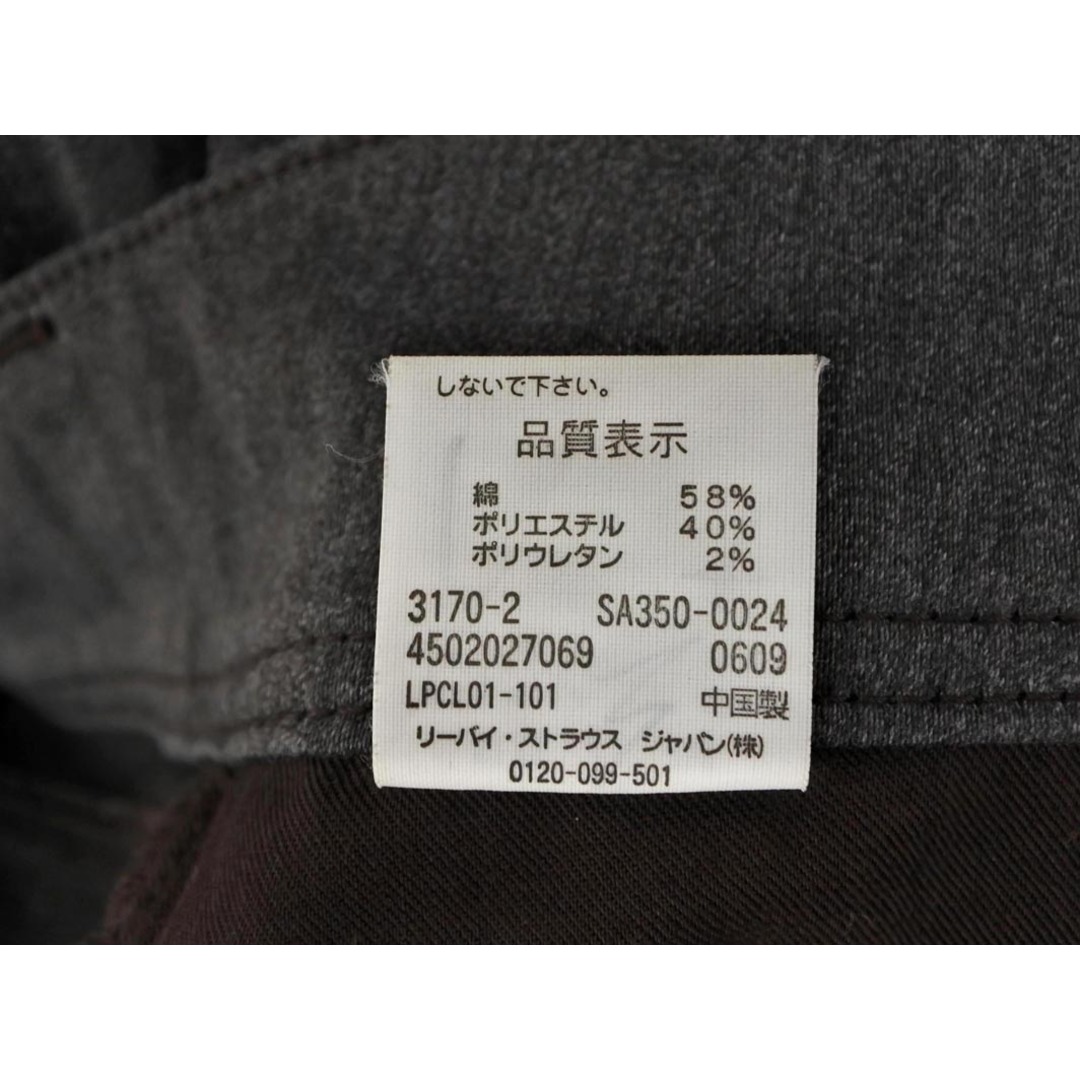 しないで下さい。
品質表示
綿 58%
ポリエステル 40%
ポリウレタン 2%
3170-2 SA350-0024
4502027069 0609
LPCL01-101 中国製
リーバイ・ストラウス ジャパン(株)
0120-099-501